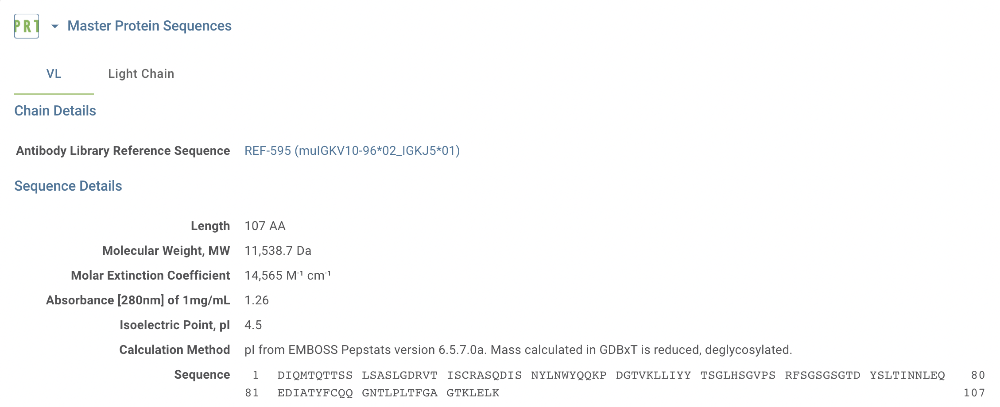 PRT Master Protein Sequences
VL Light Chain
Chain Details
Antibody Library Reference Sequence REF-595 (muIGKV10-96*02_IGKJ5*01)
Sequence Details
Length 107 AA
Molecular Weight, MW 11,538.7 Da
Molar Extinction Coefficient 14,565 M⁻¹ cm⁻¹
Absorbance [280nm] of 1mg/mL 1.26
Isoelectric Point, pI 4.5
Calculation Method pI from EMBOSS Pepstats version 6.5.7.0a. Mass calculated in GDBxT is reduced, deglycosylated.
Sequence 1 DIQMTQTTSS LSASLGDRVT ISCRASQDIS NYLNWYQQKP DGTVKLLIYY TSGLHSGVPS RFSGSGSGTD YSLTINNLEQ 80
81 EDIATYFCQQ GNTLPLTFGA GTKLELK 107